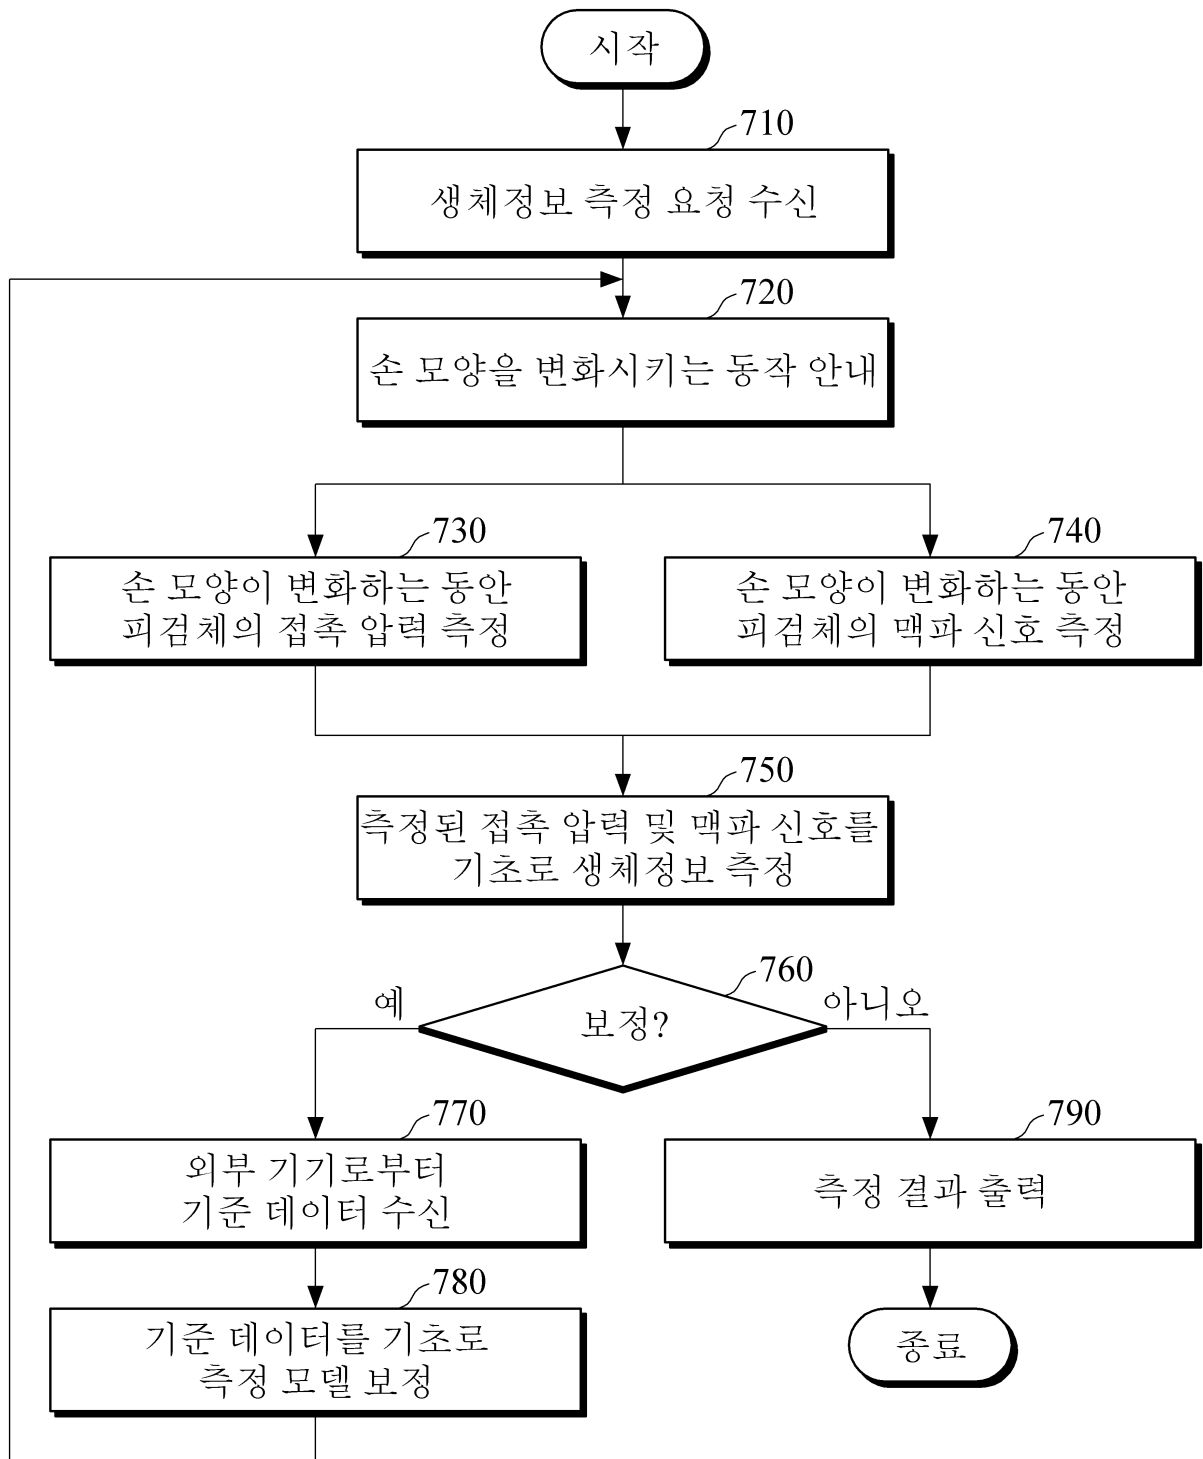 시작
710
생체정보 측정 요청 수신
720
손 모양을 변화시키는 동작 안내
730
손 모양이 변화하는 동안
피검체의 접촉 압력 측정
740
손 모양이 변화하는 동안
피검체의 맥파 신호 측정
750
측정된 접촉 압력 및 맥파 신호를
기초로 생체정보 측정
760
보정?
예
아니오
770
외부 기기로부터
기준 데이터 수신
790
측정 결과 출력
780
기준 데이터를 기초로
측정 모델 보정
종료